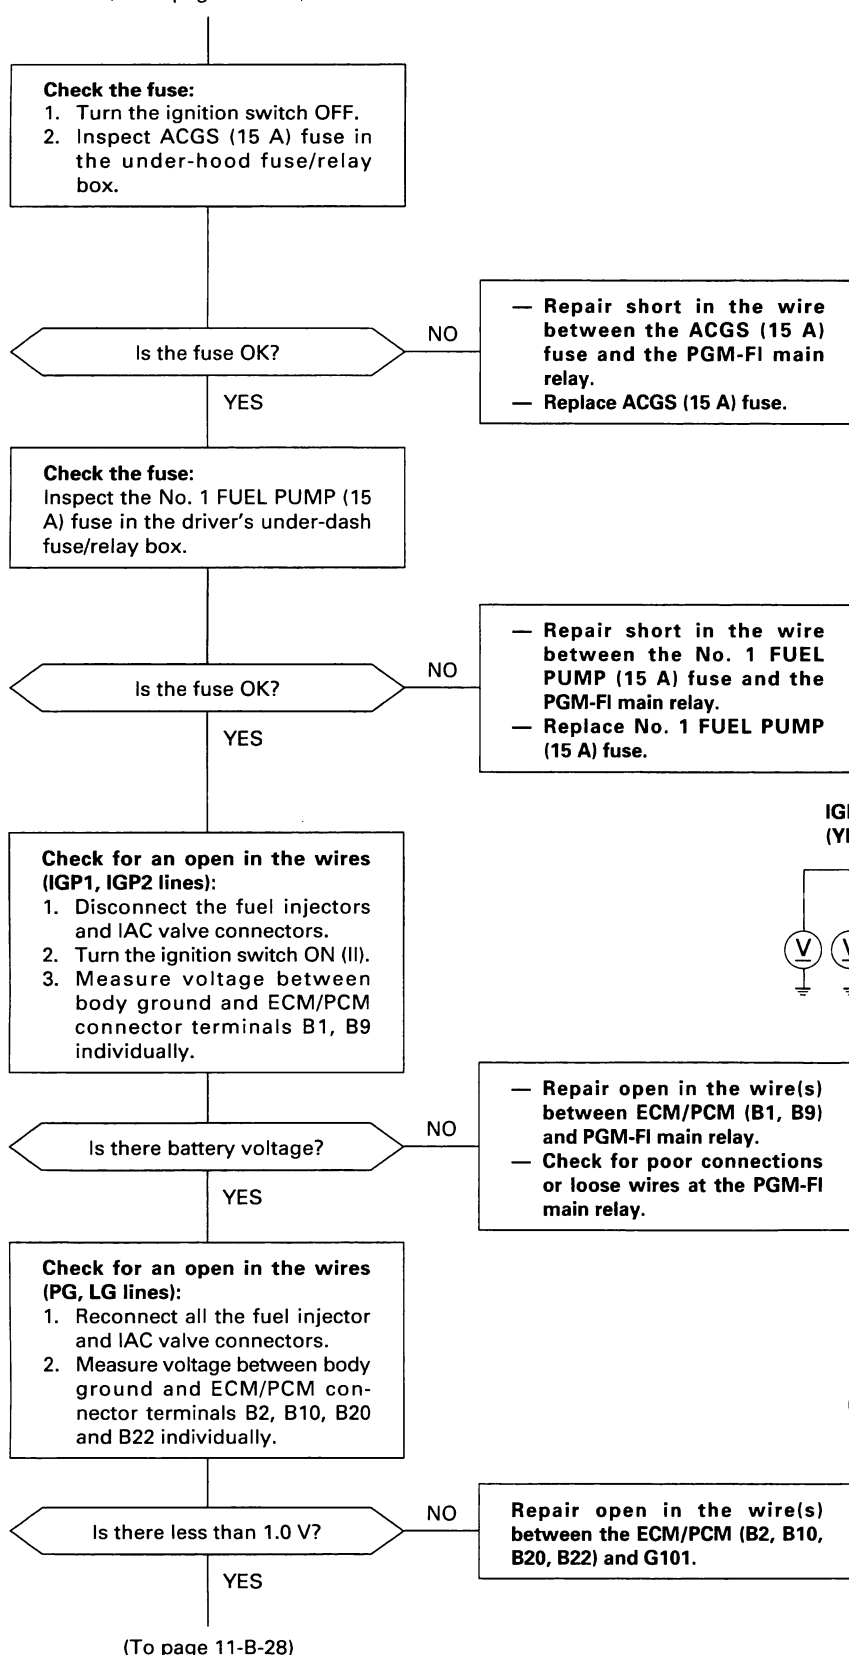 Check the fuse:
1. Turn the ignition switch OFF.
2. Inspect ACGS (15 A) fuse in
the under-hood fuse/relay
box.
Is the fuse OK?
NO
— Repair short in the wire
between the ACGS (15 A)
fuse and the PGM-FI main
relay.
— Replace ACGS (15 A) fuse.
YES
Check the fuse:
Inspect the No. 1 FUEL PUMP (15
A) fuse in the driver's under-dash
fuse/relay box.
Is the fuse OK?
NO
— Repair short in the wire
between the No. 1 FUEL
PUMP (15 A) fuse and the
PGM-FI main relay.
— Replace No. 1 FUEL PUMP
(15 A) fuse.
YES
Check for an open in the wires
(IGP1, IGP2 lines):
1. Disconnect the fuel injectors
and IAC valve connectors.
2. Turn the ignition switch ON (II).
3. Measure voltage between
body ground and ECM/PCM
connector terminals B1, B9
individually.
V
Is there battery voltage?
NO
— Repair open in the wire(s)
between ECM/PCM (B1, B9)
and PGM-FI main relay.
— Check for poor connections
or loose wires at the PGM-FI
main relay.
YES
Check for an open in the wires
(PG, LG lines):
1. Reconnect all the fuel injector
and IAC valve connectors.
2. Measure voltage between body
ground and ECM/PCM con-
nector terminals B2, B10, B20
and B22 individually.
Is there less than 1.0 V?
NO
Repair open in the wire(s)
between the ECM/PCM (B2, B10,
B20, B22) and G101.
YES
(To page 11-B-28)